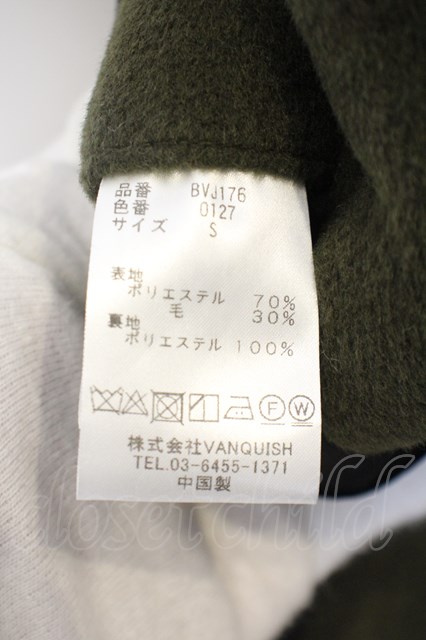 品番 BVJ176
色番 0127
サイズ S
表地
ポリエステル 70%
毛 30%
裏地
ポリエステル 100%
F W
株式会社VANQUISH
TEL.03-6455-1371
中国製
closet child